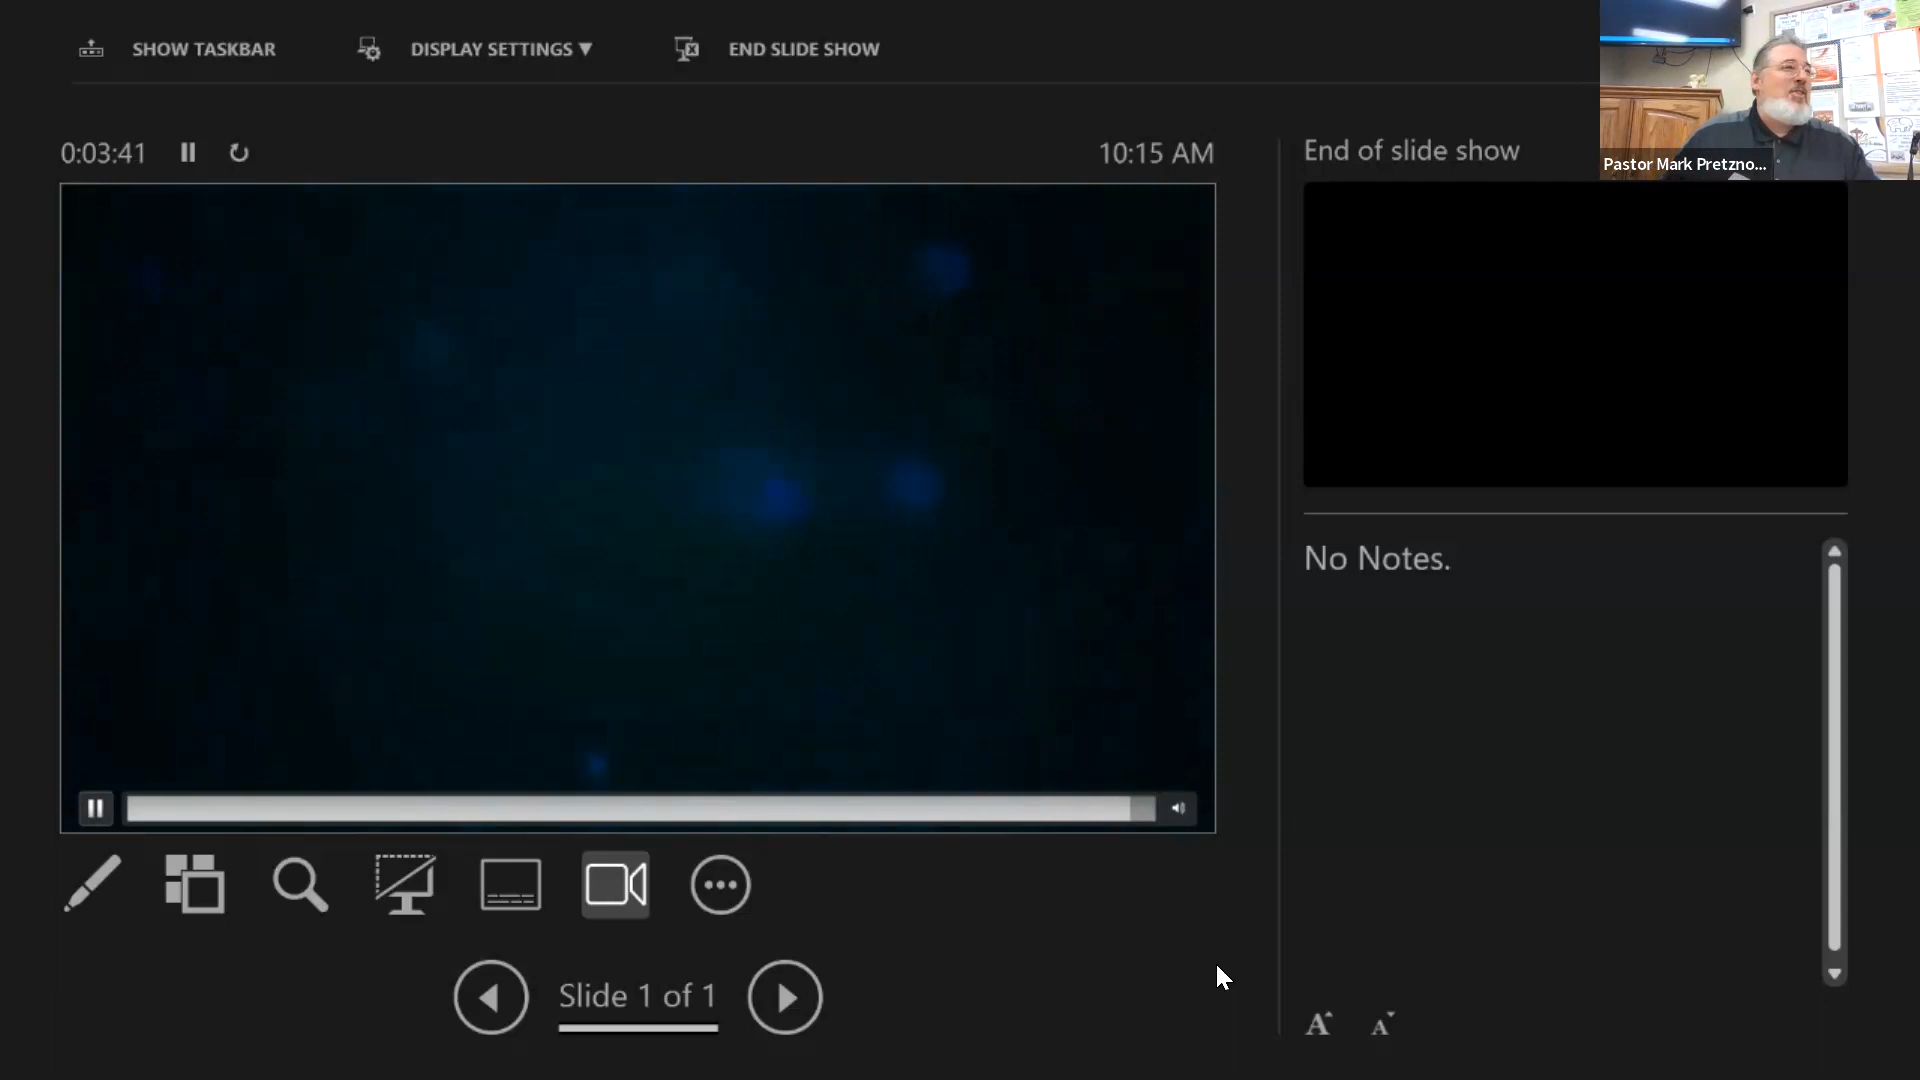 SHOW TASKBAR
DISPLAY SETTINGS ▼
END SLIDE SHOW
0:03:41
10:15 AM
End of slide show
Pastor Mark Pretzno...
No Notes.
Slide 1 of 1
A
A